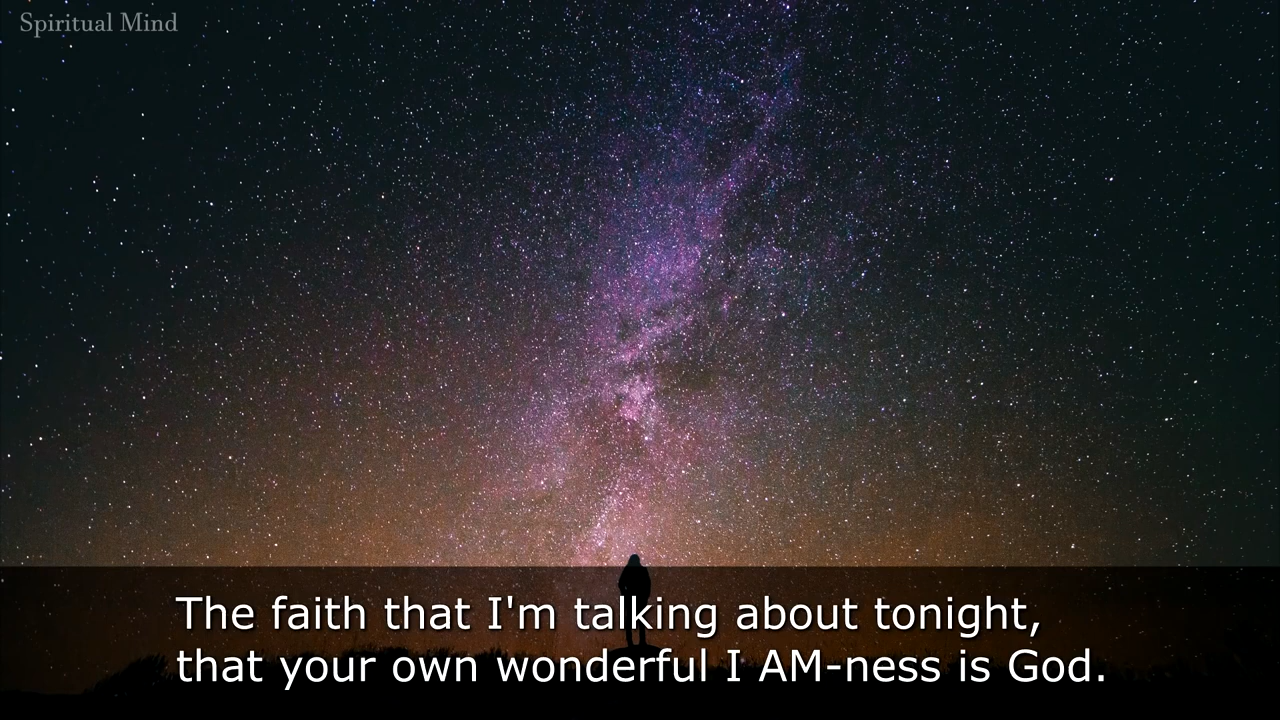 Spiritual Mind
The faith that I'm talking about tonight,
that your own wonderful I AM-ness is God.